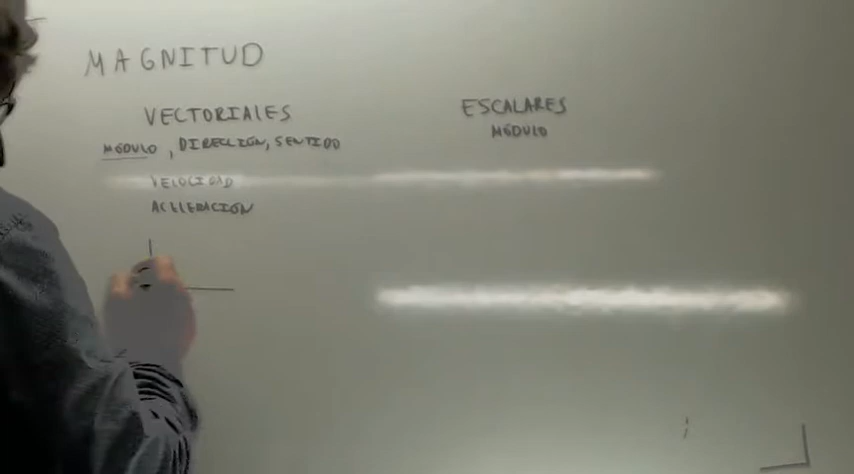 MAGNITUD
VECTORIALES
MÓDULO, DIRECCIÓN, SENTIDO
VELOCIDAD
ACELERACIÓN
ESCALARES
MÓDULO